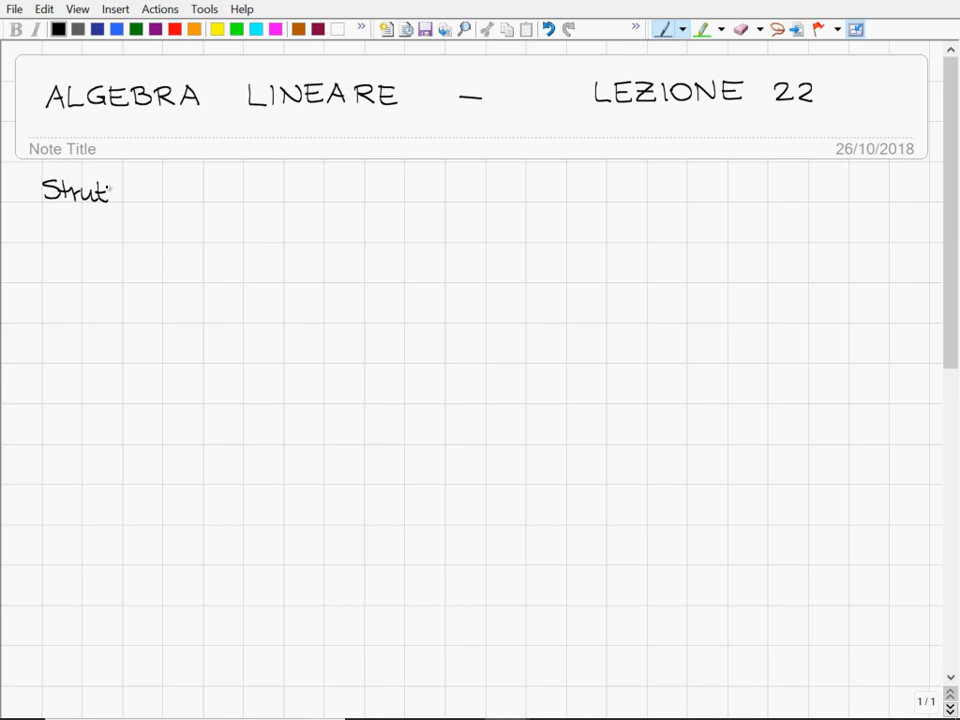 File Edit View Insert Actions Tools Help
B I
ALGEBRA LINEARE - LEZIONE 22
Note Title 26/10/2018
Strut
1/1